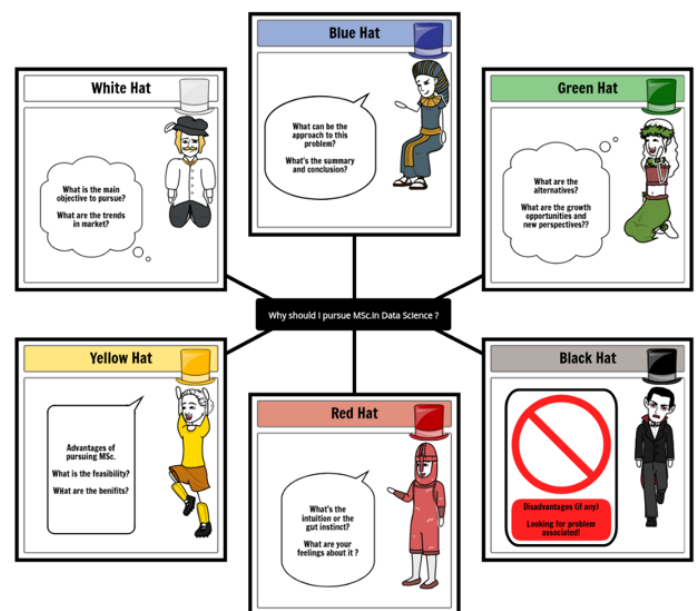 Blue Hat
What can be the
approach to this
problem?
What's the summary
and conclusion?
White Hat
What is the main
objective to pursue?
What are the trends
in market?
Green Hat
What are the
alternatives?
What are the growth
opportunities and
new perspectives??
Why should I pursue MSc.in Data Science ?
Yellow Hat
Advantages of
pursuing MSc.
What is the feasibility?
WHat are the benifits?
Red Hat
What's the
intuition or the
gut instinct?
What are your
feelings about it ?
Black Hat
Disadvantages (if any)
Looking for problem
associated!